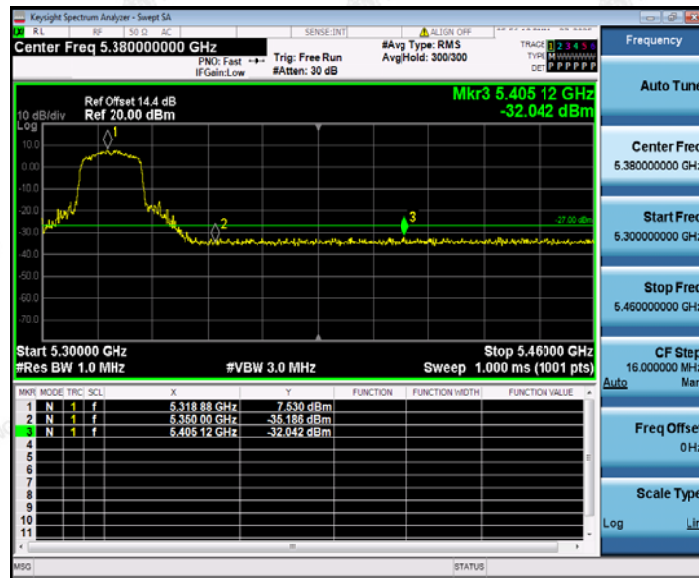 Keysight Spectrum Analyzer - Swept SA
RL RF 50 Ω AC SENSE:INT ALIGN OFF
Center Freq 5.380000000 GHz
PNO: Fast
IFGain:Low
Trig: Free Run
#Atten: 30 dB
#Avg Type: RMS
Avg|Hold: 300/300
TRACE 1 2 3 4 5 6
TYPE M
DET P P P P P P
Ref Offset 14.4 dB
Mkr3 5.405 12 GHz
10 dB/div Ref 20.00 dBm -32.042 dBm
Log
10.0
0.00
-10.0
-20.0
-30.0
-40.0
-50.0
-60.0
-70.0
1
2
3
-27.00 dBm
Start 5.30000 GHz Stop 5.46000 GHz
#Res BW 1.0 MHz #VBW 3.0 MHz Sweep 1.000 ms (1001 pts)
MKR MODE TRC SCL X Y FUNCTION FUNCTION WIDTH FUNCTION VALUE
1 N 1 f 5.318 88 GHz 7.530 dBm
2 N 1 f 5.350 00 GHz -35.186 dBm
3 N 1 f 5.405 12 GHz -32.042 dBm
4
5
6
7
8
9
10
11
MSG STATUS
Frequency
Auto Tune
Center Freq
5.380000000 GHz
Start Freq
5.300000000 GHz
Stop Freq
5.460000000 GHz
CF Step
16.000000 MHz
Auto Man
Freq Offset
0 Hz
Scale Type
Log Lin